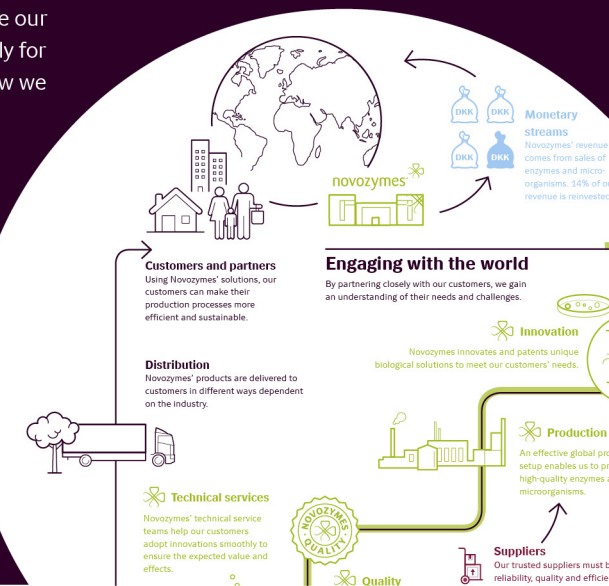 e our
ly for
w we
DKK
DKK
DKK
DKK
Monetary
streams
Novozymes' revenue
comes from sales of
enzymes and micro-
organisms. 14% of o
revenue is reinvested
novozymes
Customers and partners
Using Novozymes' solutions, our
customers can make their
production processes more
efficient and sustainable.
Engaging with the world
By partnering closely with our customers, we gain
an understanding of their needs and challenges.
Innovation
Novozymes innovates and patents unique
biological solutions to meet our customers' needs.
Distribution
Novozymes' products are delivered to
customers in different ways dependent
on the industry.
Production
An effective global pro
setup enables us to pr
high-quality enzymes a
microorganisms.
Technical services
Novozymes' technical service
teams help our customers
adopt innovations smoothly to
ensure the expected value and
effects.
NOVOZYMES
QUALITY
Suppliers
Our trusted suppliers must b
reliability, quality and efficie
Quality